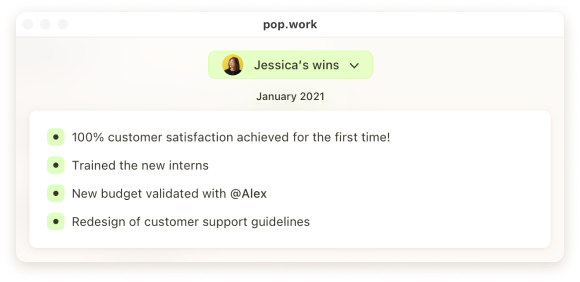 pop.work
Jessica's wins
January 2021
100% customer satisfaction achieved for the first time!
Trained the new interns
New budget validated with @Alex
Redesign of customer support guidelines